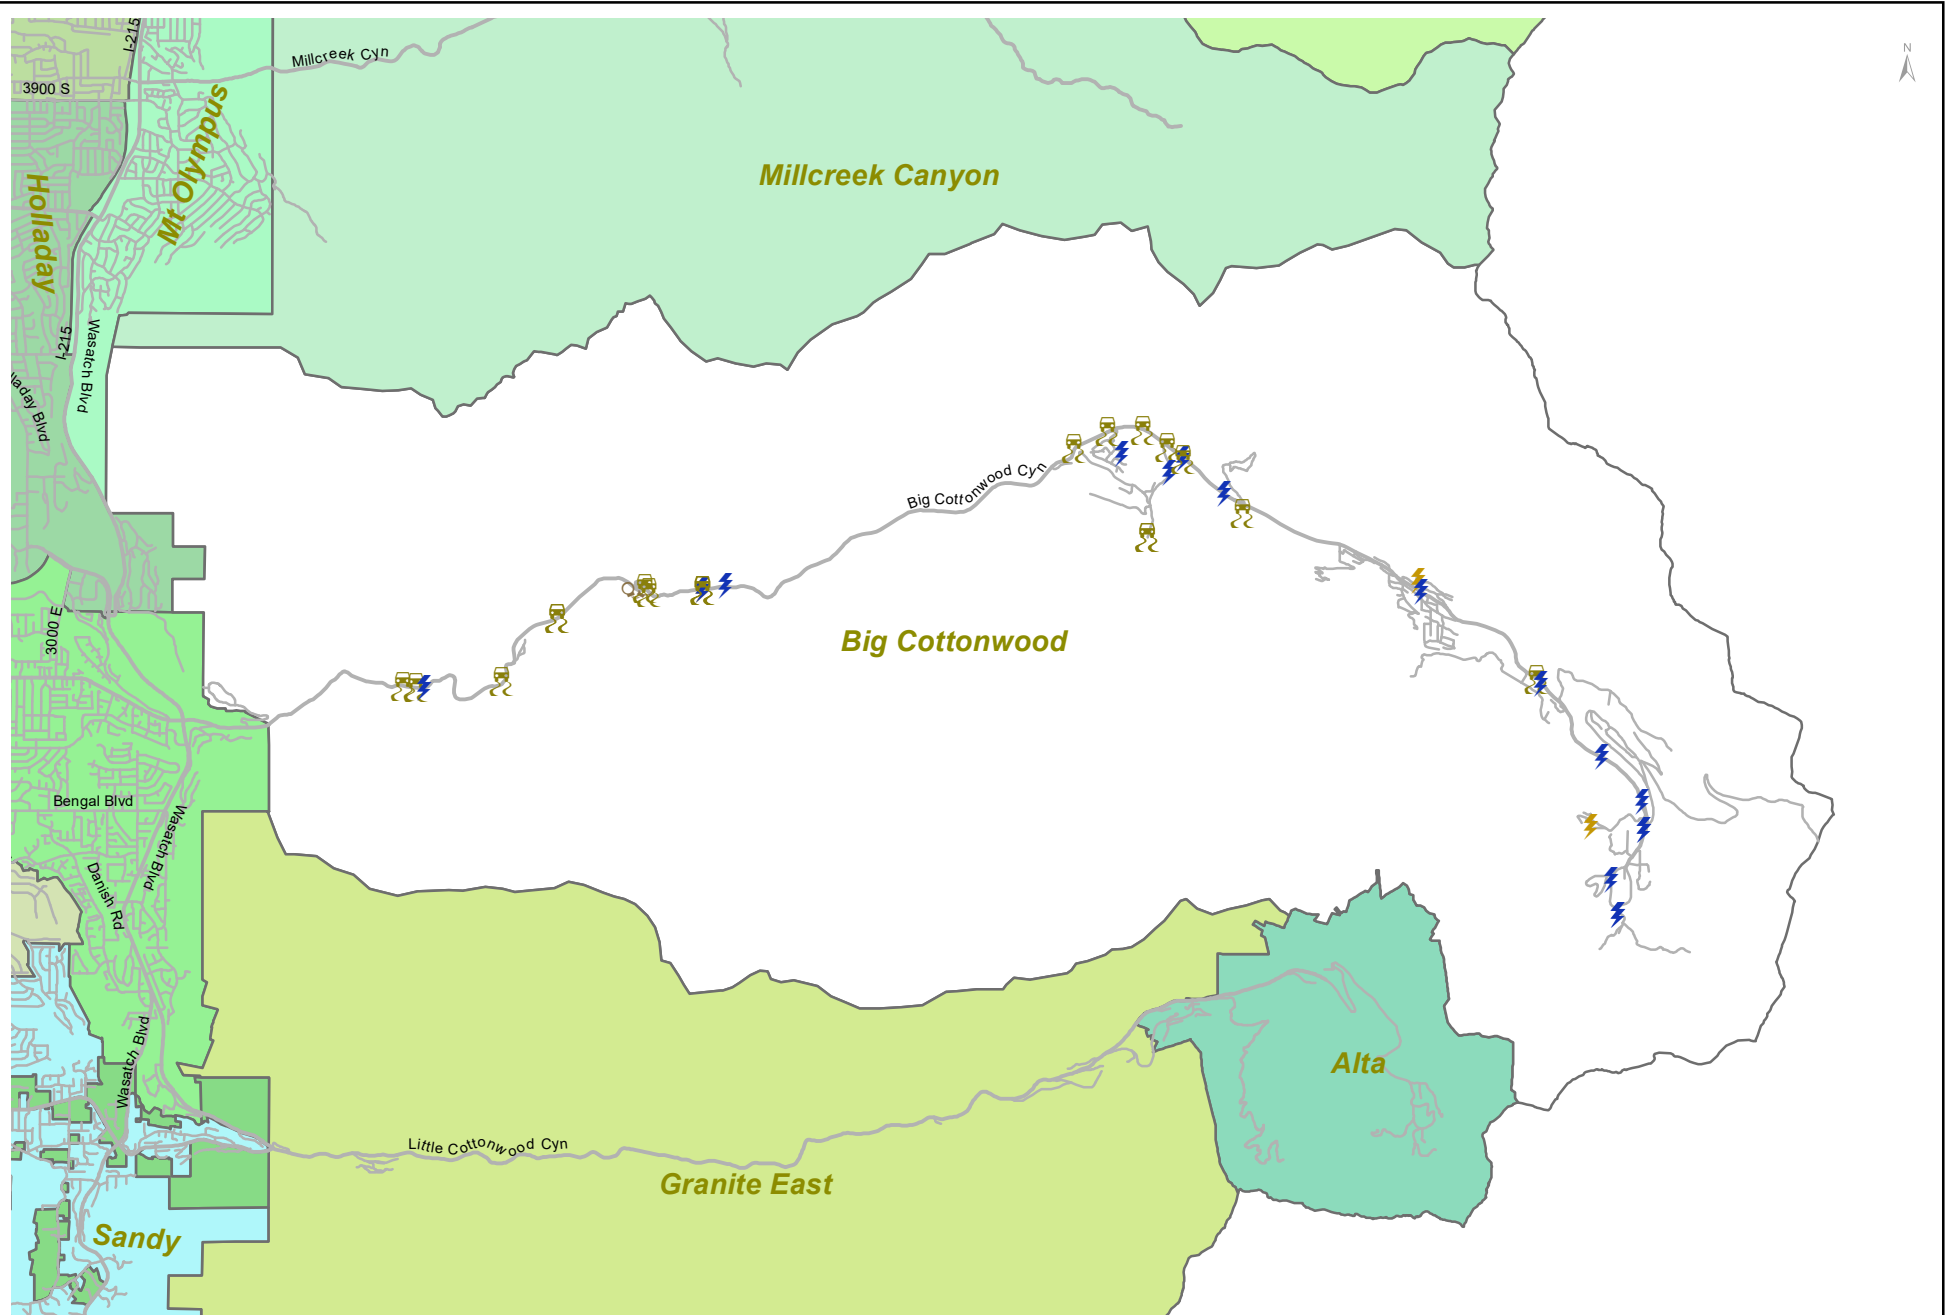 I-215
Millcreek Cyn
N
3900 S
Mt Olympus
Millcreek Canyon
Holladay
I-215
Wasatch Blvd
lladay Blvd
Big Cottonwood Cyn
3000 E
Big Cottonwood
Bengal Blvd
Wasatch Blvd
Danish Rd
Wasatch Blvd
Alta
Little Cottonwood Cyn
Granite East
Sandy